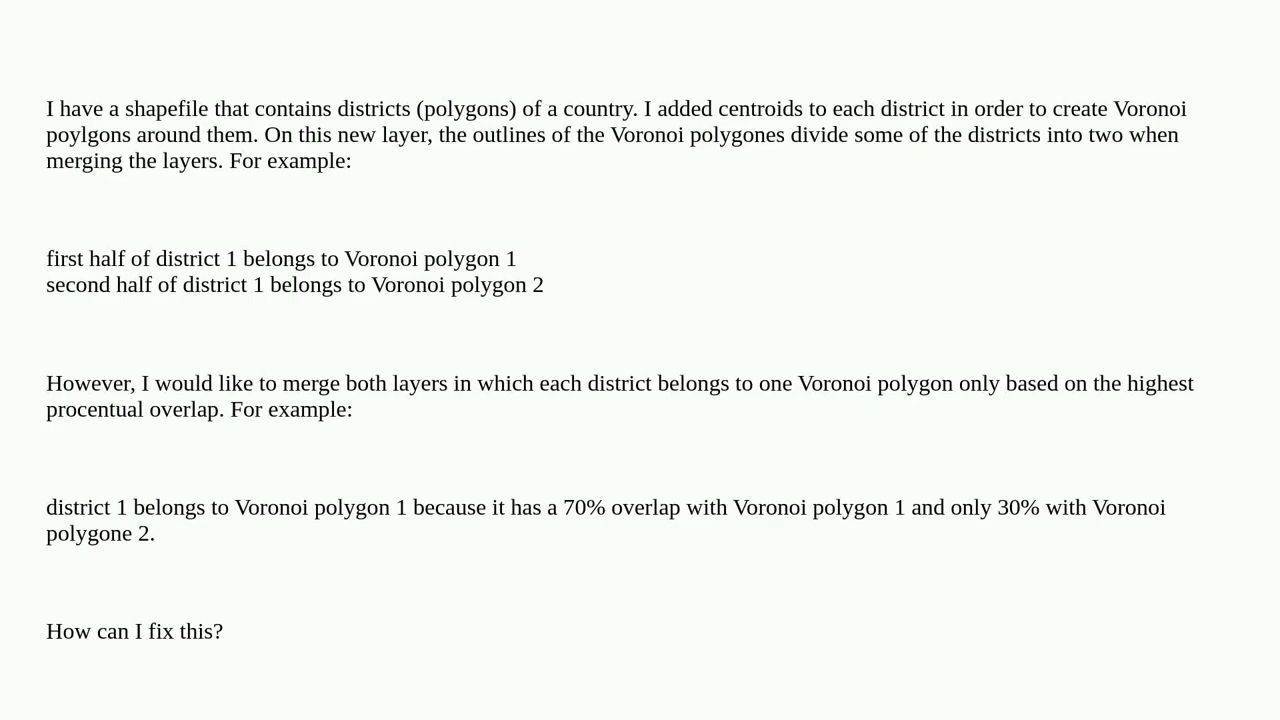 I have a shapefile that contains districts (polygons) of a country. I added centroids to each district in order to create Voronoi
poylgons around them. On this new layer, the outlines of the Voronoi polygones divide some of the districts into two when
merging the layers. For example:
first half of district 1 belongs to Voronoi polygon 1
second half of district 1 belongs to Voronoi polygon 2
However, I would like to merge both layers in which each district belongs to one Voronoi polygon only based on the highest
procentual overlap. For example:
district 1 belongs to Voronoi polygon 1 because it has a 70% overlap with Voronoi polygon 1 and only 30% with Voronoi
polygone 2.
How can I fix this?